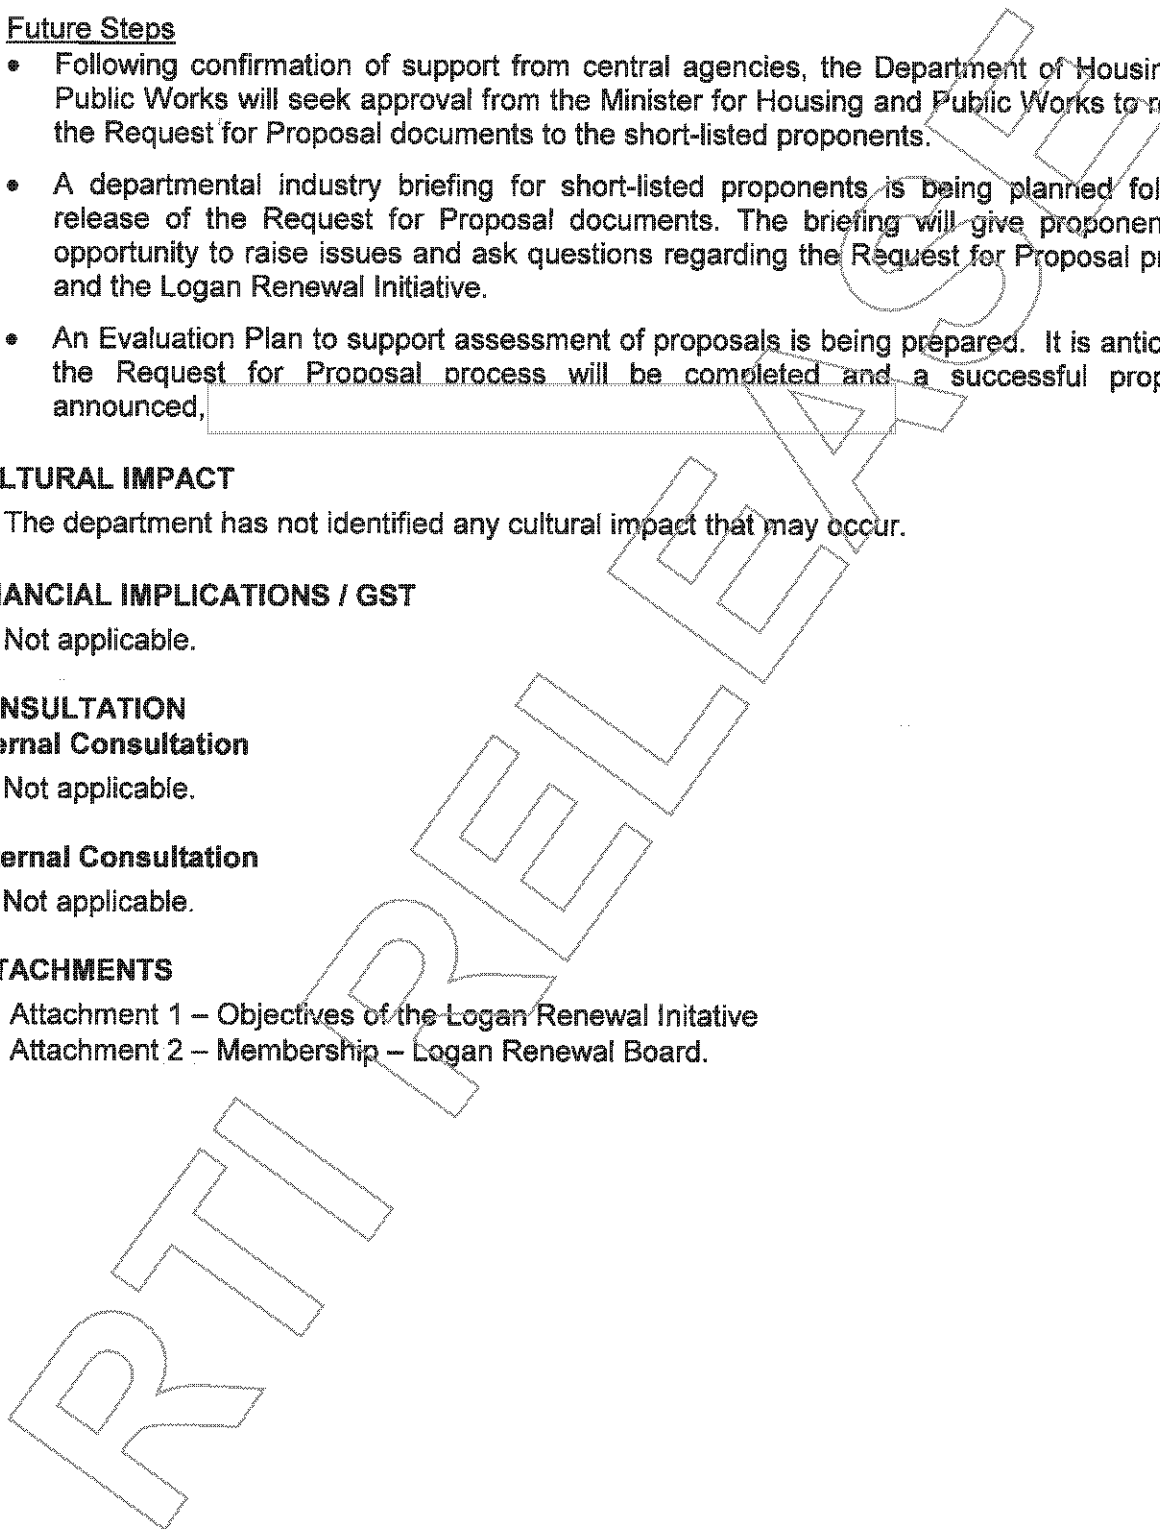 Future Steps
• Following confirmation of support from central agencies, the Department of Housin
Public Works will seek approval from the Minister for Housing and Public Works to r
the Request for Proposal documents to the short-listed proponents.
• A departmental industry briefing for short-listed proponents is being planned fol
release of the Request for Proposal documents. The briefing will give proponen
opportunity to raise issues and ask questions regarding the Request for Proposal pr
and the Logan Renewal Initiative.
• An Evaluation Plan to support assessment of proposals is being prepared. It is antic
the Request for Proposal process will be completed and a successful prop
announced,
LTURAL IMPACT
The department has not identified any cultural impact that may occur.
IANCIAL IMPLICATIONS / GST
Not applicable.
NSULTATION
ernal Consultation
Not applicable.
ernal Consultation
Not applicable.
TACHMENTS
Attachment 1 – Objectives of the Logan Renewal Initative
Attachment 2 – Membership – Logan Renewal Board.
RTI RELEASE